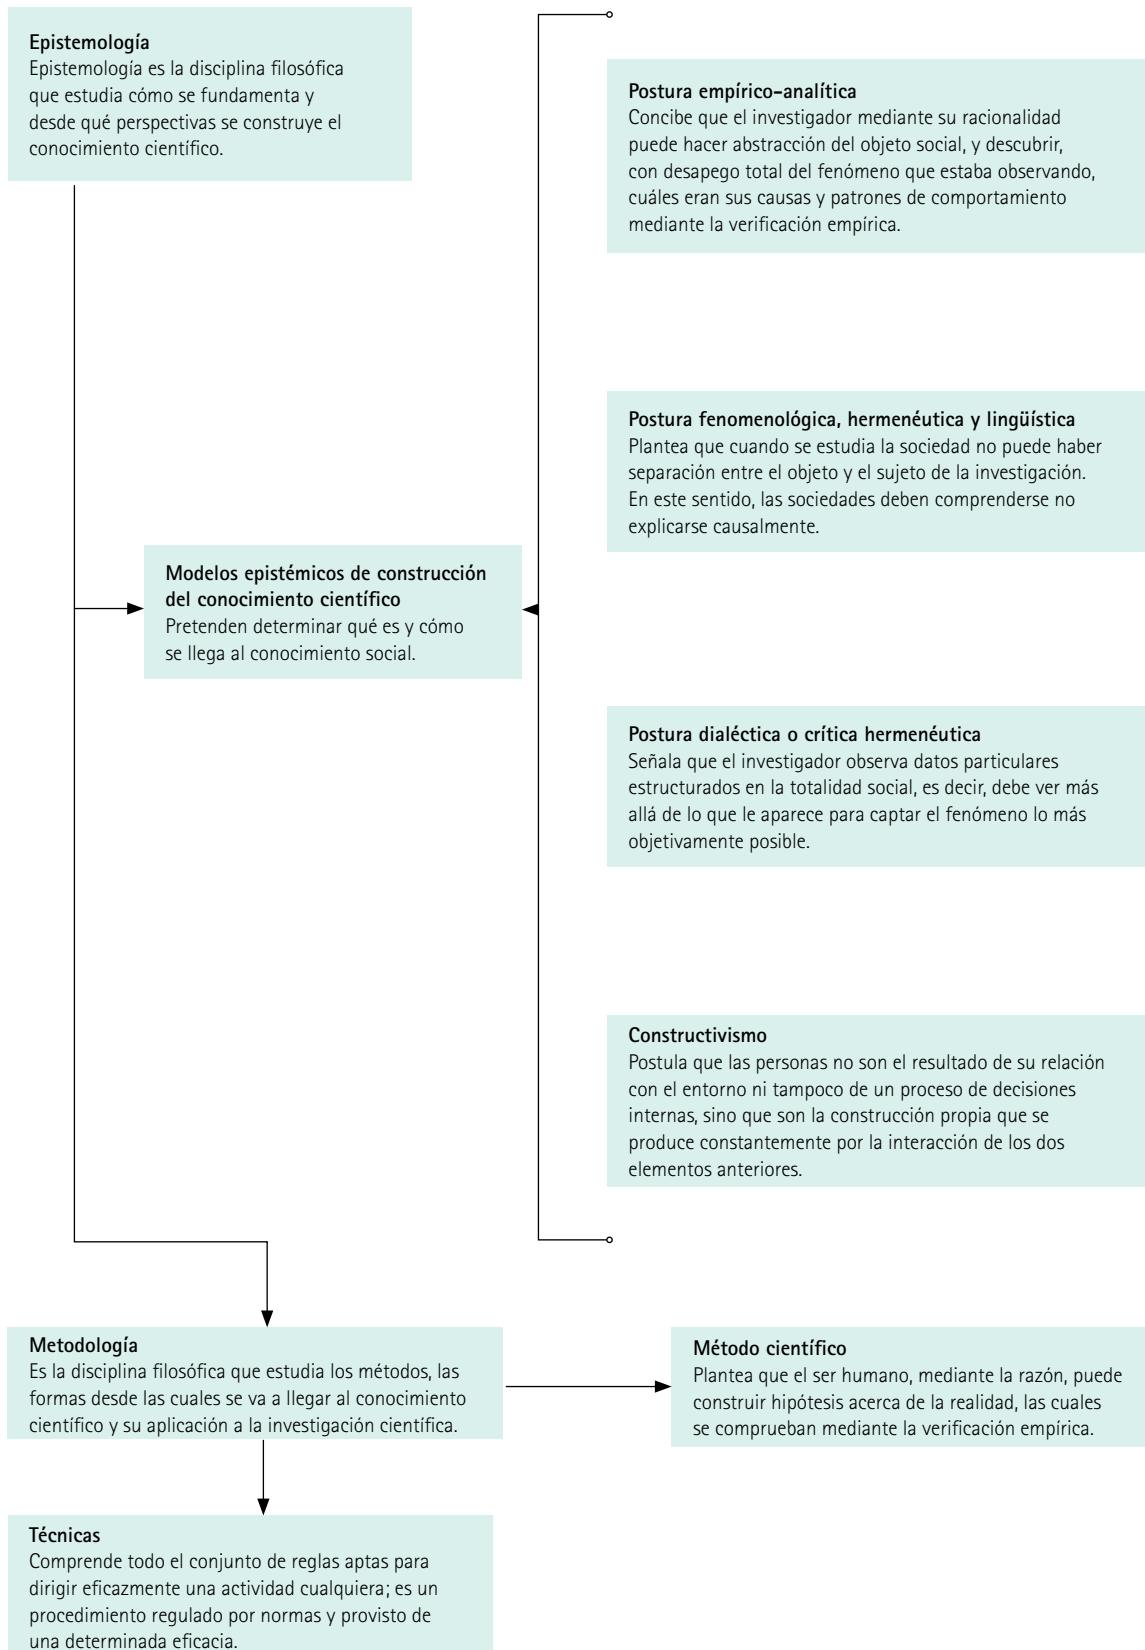 Epistemología
Epistemología es la disciplina filosófica
que estudia cómo se fundamenta y
desde qué perspectivas se construye el
conocimiento científico.
Postura empírico-analítica
Concibe que el investigador mediante su racionalidad
puede hacer abstracción del objeto social, y descubrir,
con desapego total del fenómeno que estaba observando,
cuáles eran sus causas y patrones de comportamiento
mediante la verificación empírica.
Postura fenomenológica, hermenéutica y lingüística
Plantea que cuando se estudia la sociedad no puede haber
separación entre el objeto y el sujeto de la investigación.
En este sentido, las sociedades deben comprenderse no
explicarse causalmente.
Modelos epistémicos de construcción
del conocimiento científico
Pretenden determinar qué es y cómo
se llega al conocimiento social.
Postura dialéctica o crítica hermenéutica
Señala que el investigador observa datos particulares
estructurados en la totalidad social, es decir, debe ver más
allá de lo que le aparece para captar el fenómeno lo más
objetivamente posible.
Constructivismo
Postula que las personas no son el resultado de su relación
con el entorno ni tampoco de un proceso de decisiones
internas, sino que son la construcción propia que se
produce constantemente por la interacción de los dos
elementos anteriores.
Metodología
Es la disciplina filosófica que estudia los métodos, las
formas desde las cuales se va a llegar al conocimiento
científico y su aplicación a la investigación científica.
Método científico
Plantea que el ser humano, mediante la razón, puede
construir hipótesis acerca de la realidad, las cuales
se comprueban mediante la verificación empírica.
Técnicas
Comprende todo el conjunto de reglas aptas para
dirigir eficazmente una actividad cualquiera; es un
procedimiento regulado por normas y provisto de
una determinada eficacia.